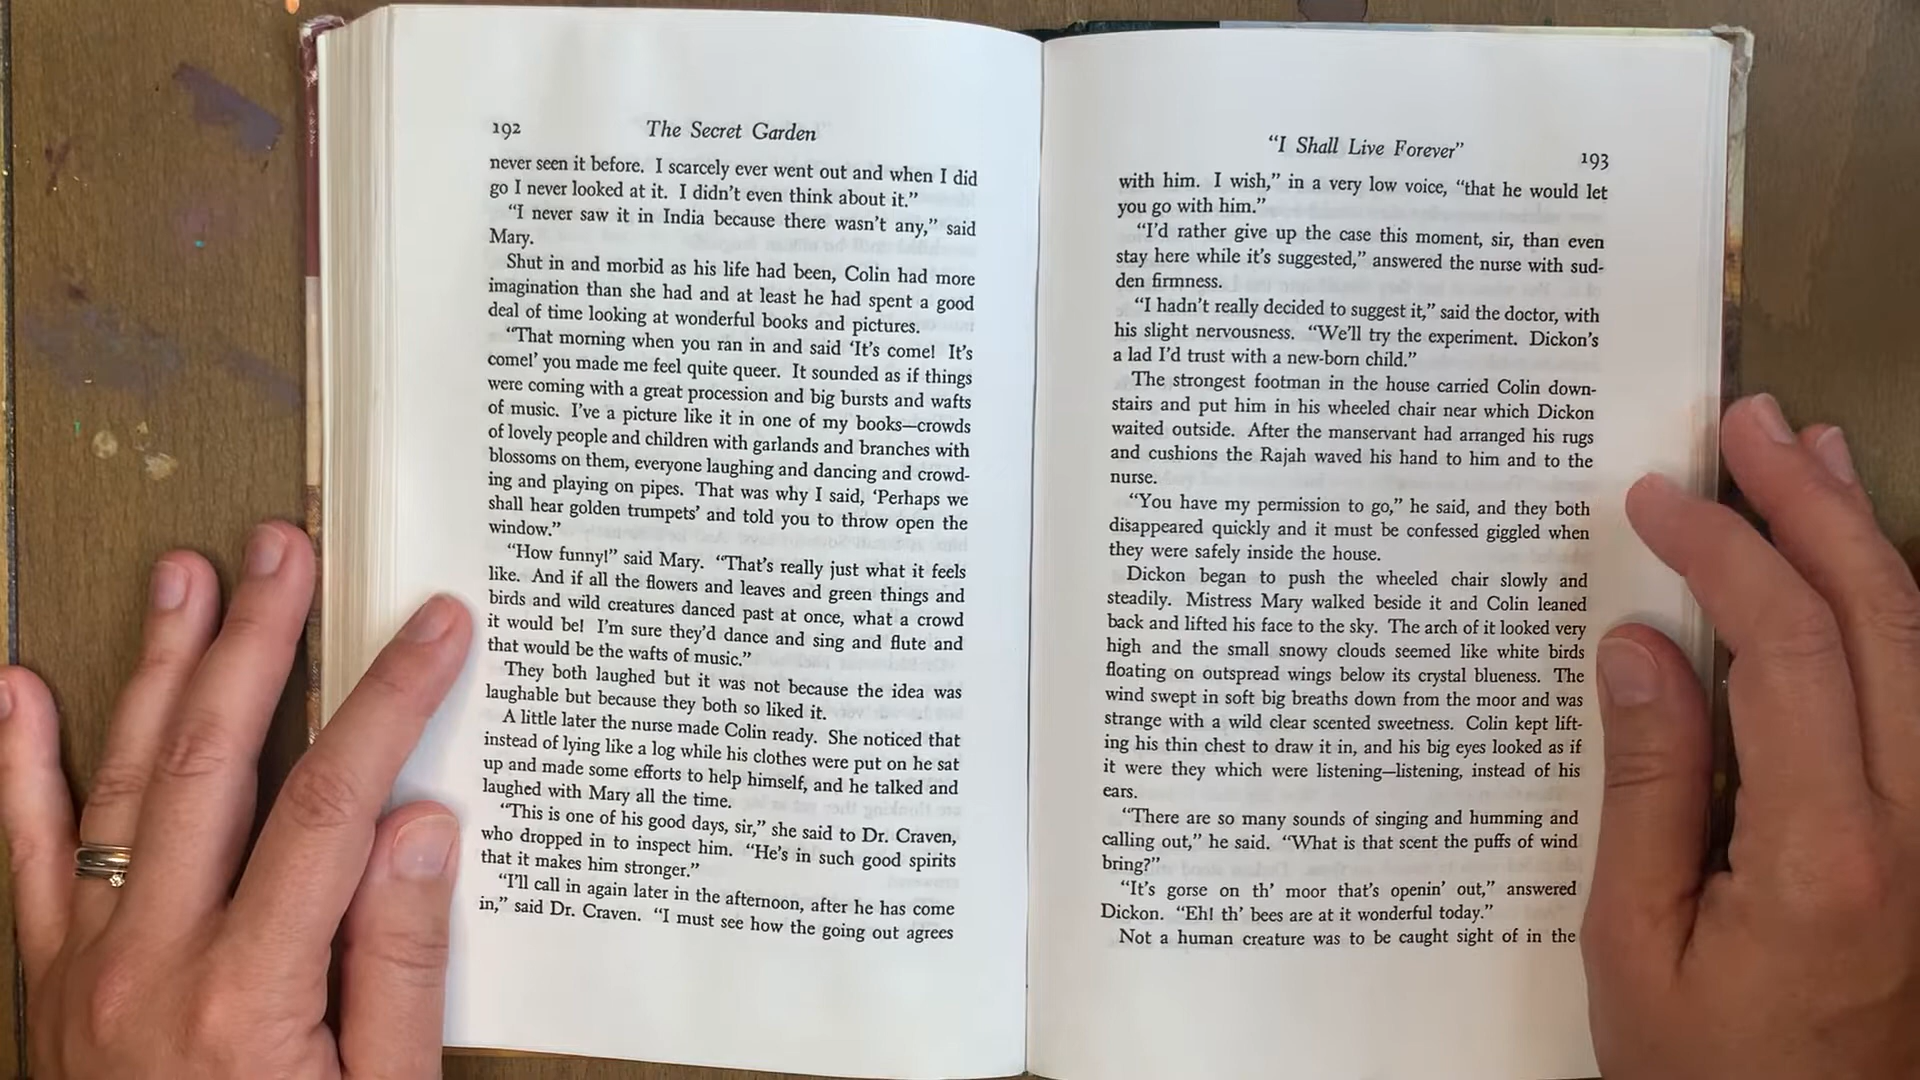 192 The Secret Garden
never seen it before. I scarcely ever went out and when I did
go I never looked at it. I didn't even think about it."
"I never saw it in India because there wasn't any," said
Mary.
Shut in and morbid as his life had been, Colin had more
imagination than she had and at least he had spent a good
deal of time looking at wonderful books and pictures.
"That morning when you ran in and said 'It's come! It's
come!' you made me feel quite queer. It sounded as if things
were coming with a great procession and big bursts and wafts
of music. I've a picture like it in one of my books—crowds
of lovely people and children with garlands and branches with
blossoms on them, everyone laughing and dancing and crowd-
ing and playing on pipes. That was why I said, 'Perhaps we
shall hear golden trumpets' and told you to throw open the
window."
"How funny!" said Mary. "That's really just what it feels
like. And if all the flowers and leaves and green things and
birds and wild creatures danced past at once, what a crowd
it would be! I'm sure they'd dance and sing and flute and
that would be the wafts of music."
They both laughed but it was not because the idea was
laughable but because they both so liked it.
A little later the nurse made Colin ready. She noticed that
instead of lying like a log while his clothes were put on he sat
up and made some efforts to help himself, and he talked and
laughed with Mary all the time.
"This is one of his good days, sir," she said to Dr. Craven,
who dropped in to inspect him. "He's in such good spirits
that it makes him stronger."
"I'll call in again later in the afternoon, after he has come
in," said Dr. Craven. "I must see how the going out agrees
"I Shall Live Forever" 193
with him. I wish," in a very low voice, "that he would let
you go with him."
"I'd rather give up the case this moment, sir, than even
stay here while it's suggested," answered the nurse with sud-
den firmness.
"I hadn't really decided to suggest it," said the doctor, with
his slight nervousness. "We'll try the experiment. Dickon's
a lad I'd trust with a new-born child."
The strongest footman in the house carried Colin down-
stairs and put him in his wheeled chair near which Dickon
waited outside. After the manservant had arranged his rugs
and cushions the Rajah waved his hand to him and to the
nurse.
"You have my permission to go," he said, and they both
disappeared quickly and it must be confessed giggled when
they were safely inside the house.
Dickon began to push the wheeled chair slowly and
steadily. Mistress Mary walked beside it and Colin leaned
back and lifted his face to the sky. The arch of it looked very
high and the small snowy clouds seemed like white birds
floating on outspread wings below its crystal blueness. The
wind swept in soft big breaths down from the moor and was
strange with a wild clear scented sweetness. Colin kept lift-
ing his thin chest to draw it in, and his big eyes looked as if
it were they which were listening—listening, instead of his
ears.
"There are so many sounds of singing and humming and
calling out," he said. "What is that scent the puffs of wind
bring?"
"It's gorse on th' moor that's openin' out," answered
Dickon. "Eh! th' bees are at it wonderful today."
Not a human creature was to be caught sight of in the